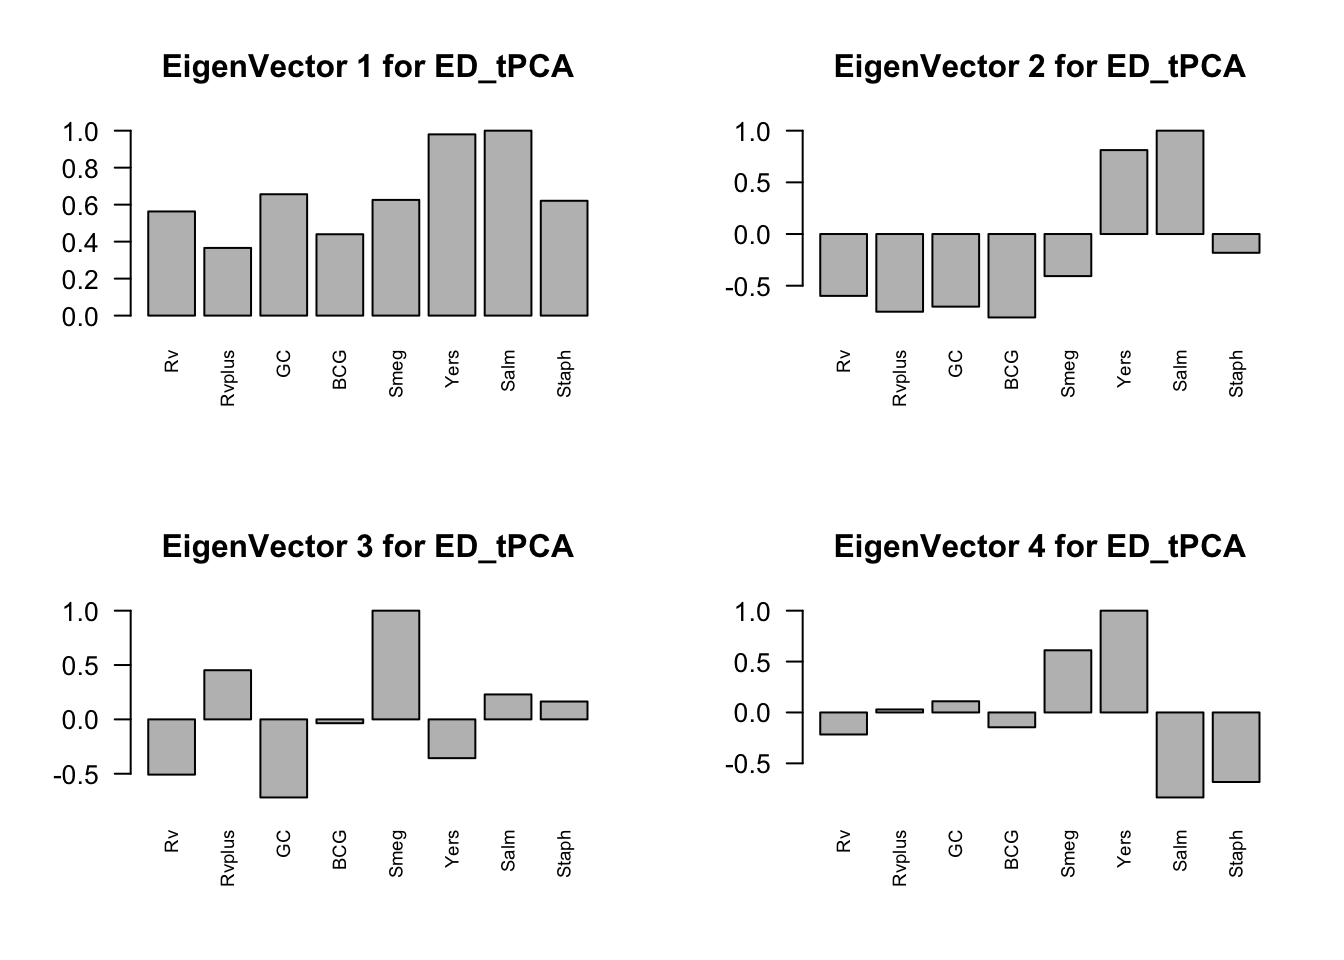 EigenVector 1 for ED_tPCA
1.0
0.8
0.6
0.4
0.2
0.0
Rv
Rvplus
GC
BCG
Smeg
Yers
Salm
Staph
EigenVector 2 for ED_tPCA
1.0
0.5
0.0
-0.5
Rv
Rvplus
GC
BCG
Smeg
Yers
Salm
Staph
EigenVector 3 for ED_tPCA
1.0
0.5
0.0
-0.5
Rv
Rvplus
GC
BCG
Smeg
Yers
Salm
Staph
EigenVector 4 for ED_tPCA
1.0
0.5
0.0
-0.5
Rv
Rvplus
GC
BCG
Smeg
Yers
Salm
Staph